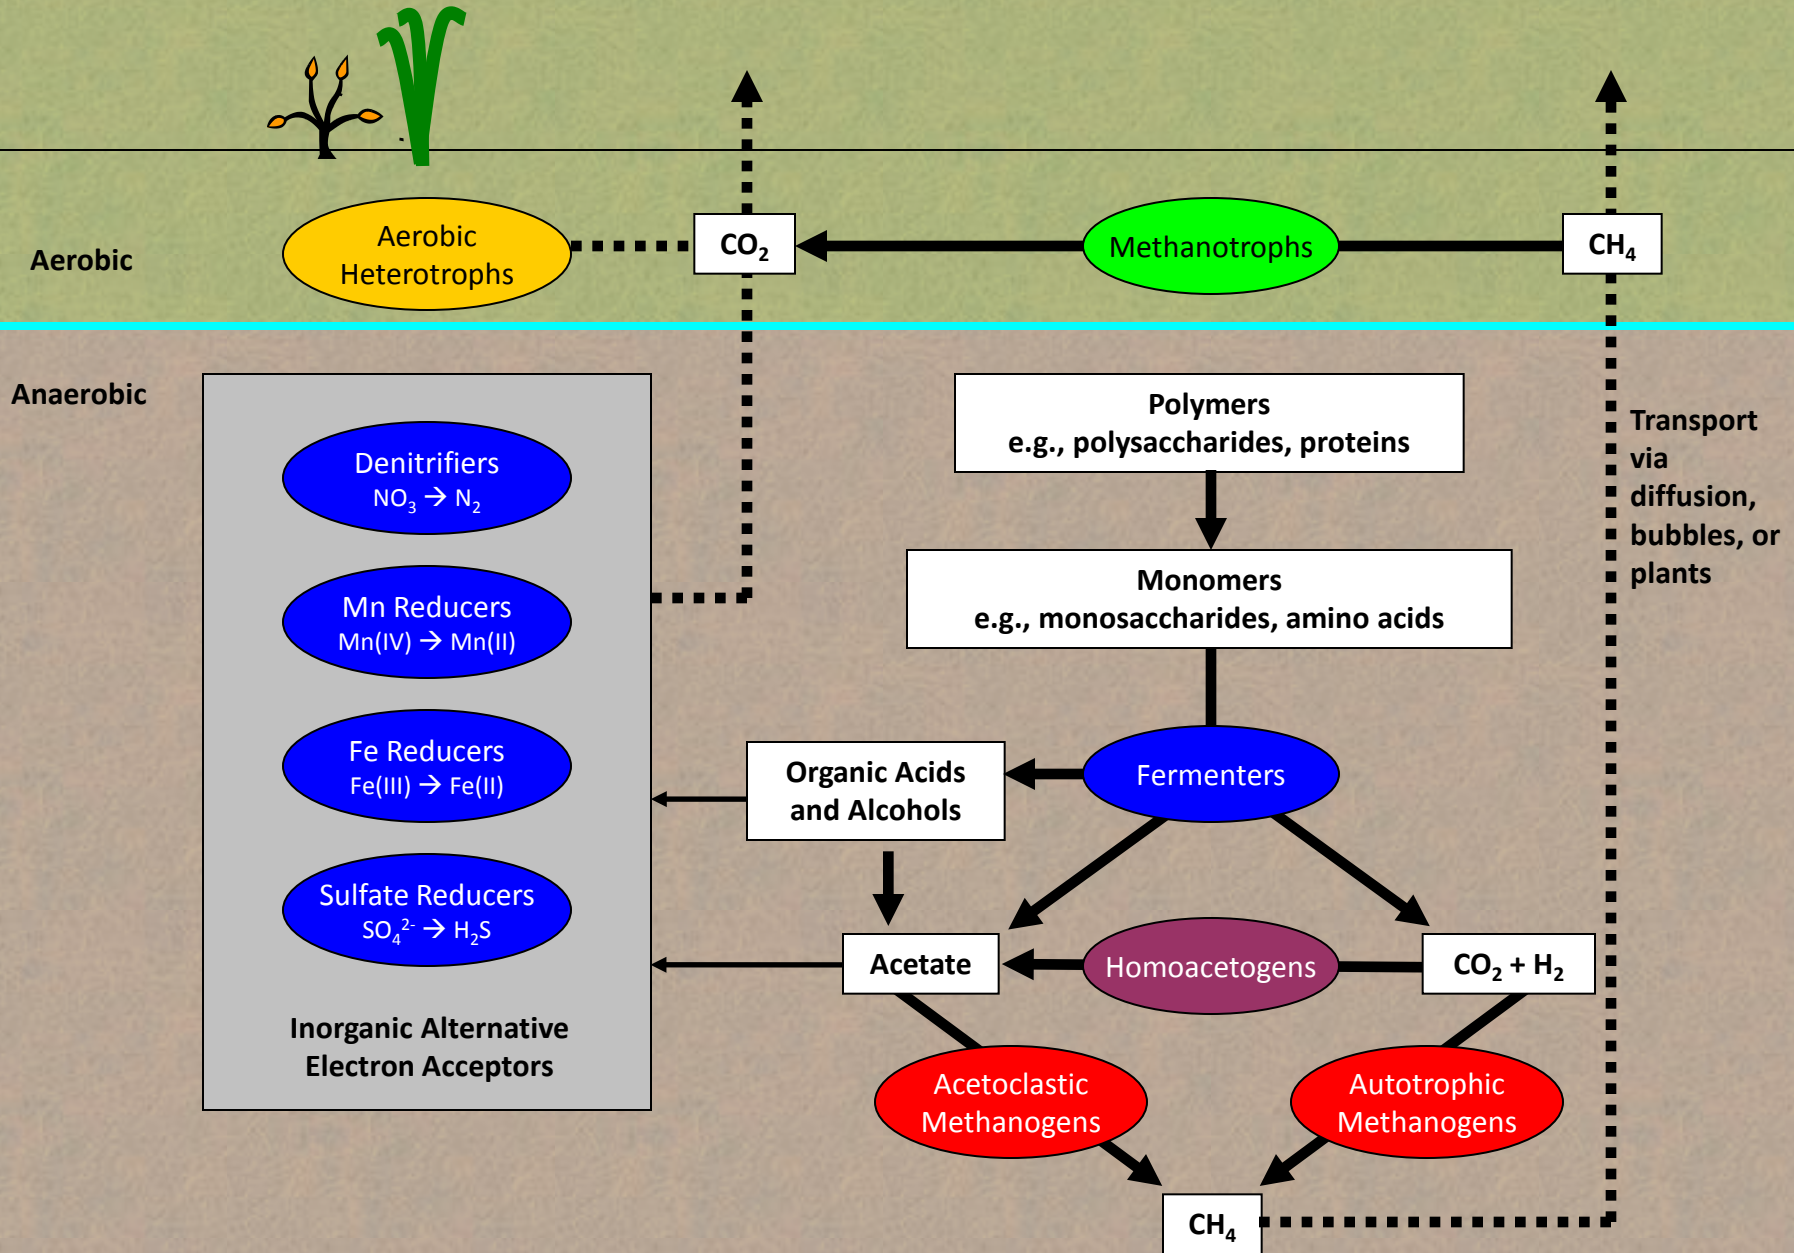 Aerobic
Aerobic
Heterotrophs
CO₂
Methanotrophs
CH₄
Anaerobic
Denitrifiers
NO₃ → N₂
Mn Reducers
Mn(IV) → Mn(II)
Fe Reducers
Fe(III) → Fe(II)
Sulfate Reducers
SO₄²⁻ → H₂S
Inorganic Alternative
Electron Acceptors
Polymers
e.g., polysaccharides, proteins
Monomers
e.g., monosaccharides, amino acids
Transport
via
diffusion,
bubbles, or
plants
Organic Acids
and Alcohols
Fermenters
Acetate
Homoacetogens
CO₂ + H₂
Acetoclastic
Methanogens
Autotrophic
Methanogens
CH₄